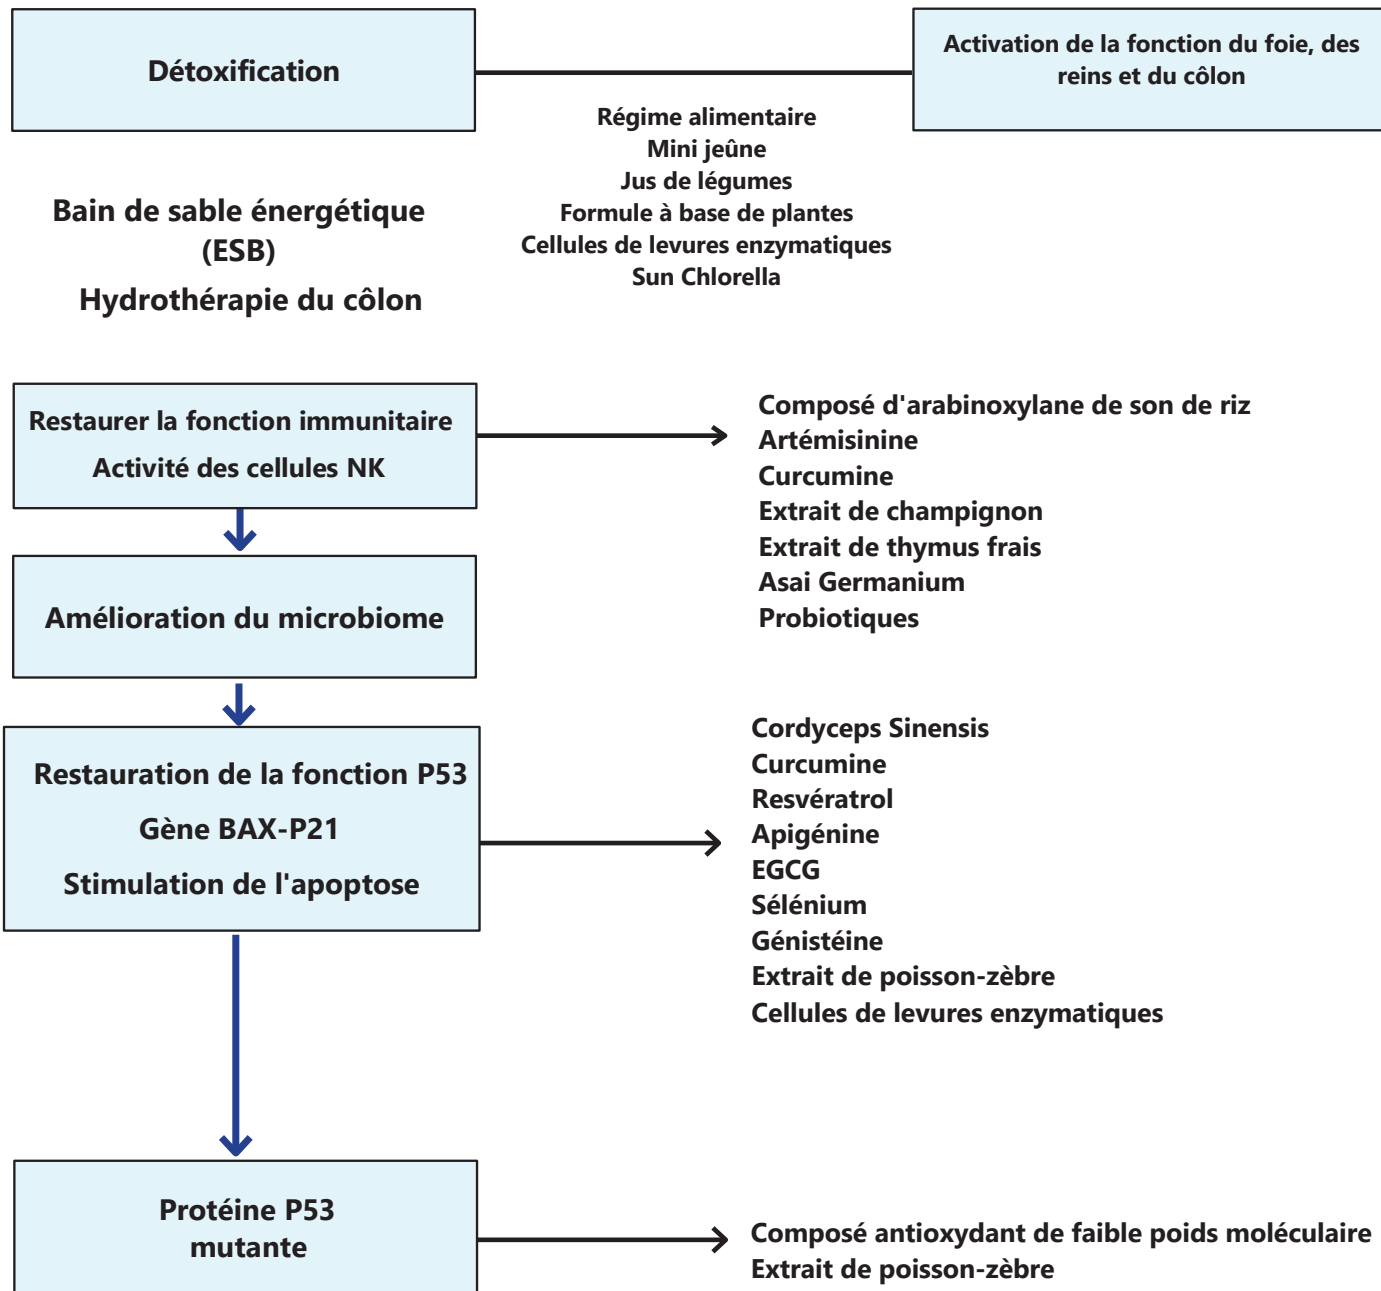 Détoxification
Activation de la fonction du foie, des
reins et du côlon
Régime alimentaire
Mini jeûne
Jus de légumes
Formule à base de plantes
Cellules de levures enzymatiques
Sun Chlorella
Bain de sable énergétique
(ESB)
Hydrothérapie du côlon
Restaurer la fonction immunitaire
Activité des cellules NK
Composé d'arabinoxylane de son de riz
Artémisinine
Curcumine
Extrait de champignon
Extrait de thymus frais
Asai Germanium
Probiotiques
Amélioration du microbiome
Restauration de la fonction P53
Gène BAX-P21
Stimulation de l'apoptose
Cordyceps Sinensis
Curcumine
Resvératrol
Apigénine
EGCG
Sélénium
Génistéine
Extrait de poisson-zèbre
Cellules de levures enzymatiques
Protéine P53
mutante
Composé antioxydant de faible poids moléculaire
Extrait de poisson-zèbre